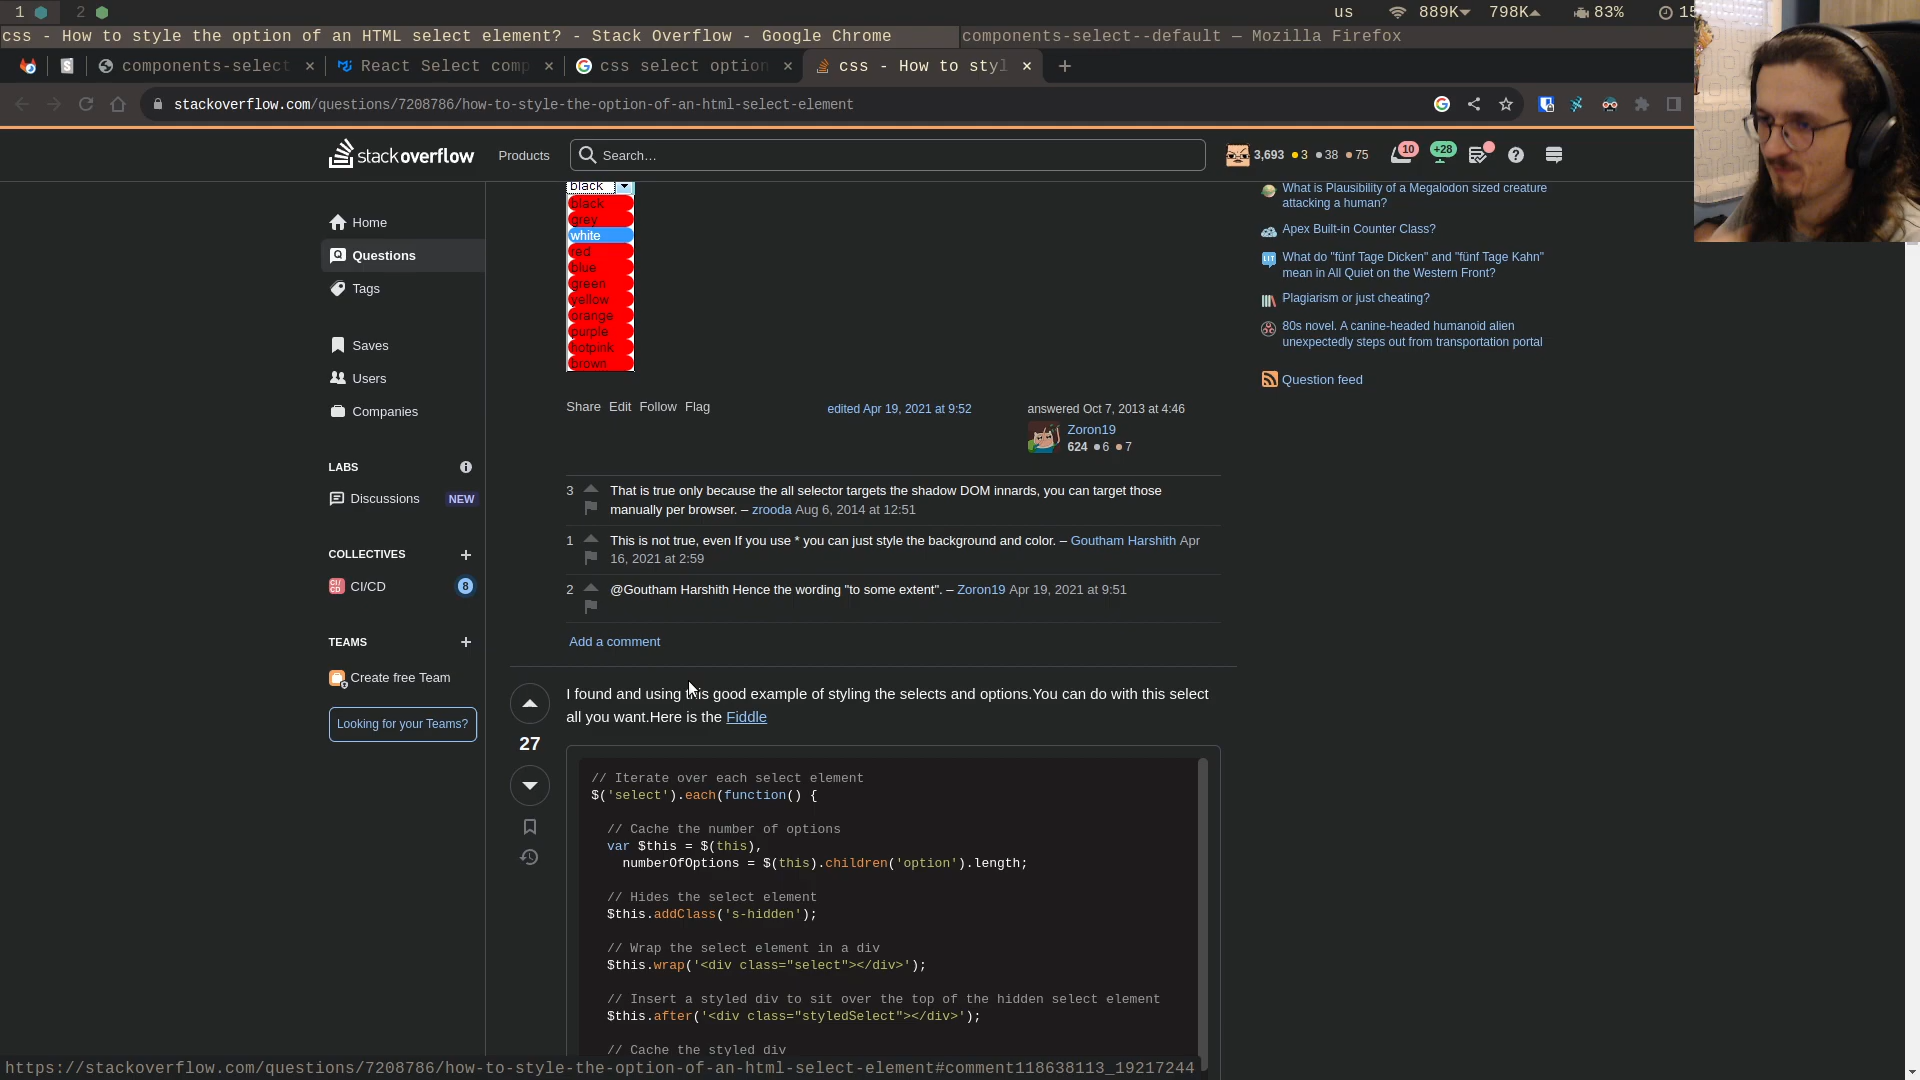 1 2 us 889K 798K 83% 15
css - How to style the option of an HTML select element? - Stack Overflow - Google Chrome components-select--default — Mozilla Firefox
components-select × React Select comp × css select option × css - How to styl × +
stackoverflow.com/questions/7208786/how-to-style-the-option-of-an-html-select-element
stackoverflow Products Search… 3,693 3 38 75 10 +28
Home
Questions
Tags
Saves
Users
Companies
LABS
Discussions NEW
COLLECTIVES +
CI/CD 8
TEAMS +
Create free Team
Looking for your Teams?
black
black
grey
white
red
blue
green
yellow
orange
purple
hotpink
brown
Share Edit Follow Flag
edited Apr 19, 2021 at 9:52
answered Oct 7, 2013 at 4:46
Zoron19
624 6 7
3 That is true only because the all selector targets the shadow DOM innards, you can target those
manually per browser. – zrooda Aug 6, 2014 at 12:51
1 This is not true, even If you use * you can just style the background and color. – Goutham Harshith Apr
16, 2021 at 2:59
2 @Goutham Harshith Hence the wording "to some extent". – Zoron19 Apr 19, 2021 at 9:51
Add a comment
27
I found and using this good example of styling the selects and options.You can do with this select
all you want.Here is the Fiddle
// Iterate over each select element
$('select').each(function() {
// Cache the number of options
var $this = $(this),
numberOfOptions = $(this).children('option').length;
// Hides the select element
$this.addClass('s-hidden');
// Wrap the select element in a div
$this.wrap('<div class="select"></div>');
// Insert a styled div to sit over the top of the hidden select element
$this.after('<div class="styledSelect"></div>');
// Cache the styled div
What is Plausibility of a Megalodon sized creature
attacking a human?
Apex Built-in Counter Class?
What do "fünf Tage Dicken" and "fünf Tage Kahn"
mean in All Quiet on the Western Front?
Plagiarism or just cheating?
80s novel. A canine-headed humanoid alien
unexpectedly steps out from transportation portal
Question feed
https://stackoverflow.com/questions/7208786/how-to-style-the-option-of-an-html-select-element#comment118638113_19217244